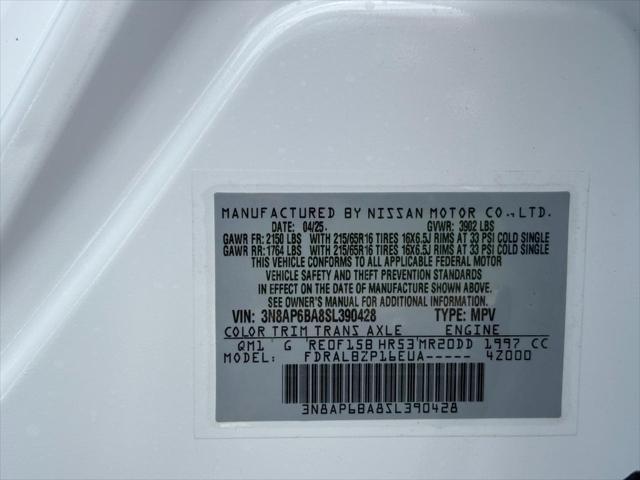 MANUFACTURED BY NISSAN MOTOR CO., LTD.
DATE: 04/25. GVWR: 3902 LBS
GAWR FR: 2150 LBS WITH 215/65R16 TIRES 16X6.5J RIMS AT 33 PSI COLD SINGLE
GAWR RR: 1764 LBS WITH 215/65R16 TIRES 16X6.5J RIMS AT 33 PSI COLD SINGLE
THIS VEHICLE CONFORMS TO ALL APPLICABLE FEDERAL MOTOR
VEHICLE SAFETY AND THEFT PREVENTION STANDARDS
IN EFFECT ON THE DATE OF MANUFACTURE SHOWN ABOVE.
SEE OWNER'S MANUAL FOR ADDITIONAL INFORMATION.
VIN: 3N8AP6BA8SL390428 TYPE: MPV
COLOR TRIM TRANS AXLE ENGINE
QM1 G RE0F15B HR53 MR20DD 1997 CC
MODEL: FDRALBZP16EUA----- 4Z000
3N8AP6BA8SL390428